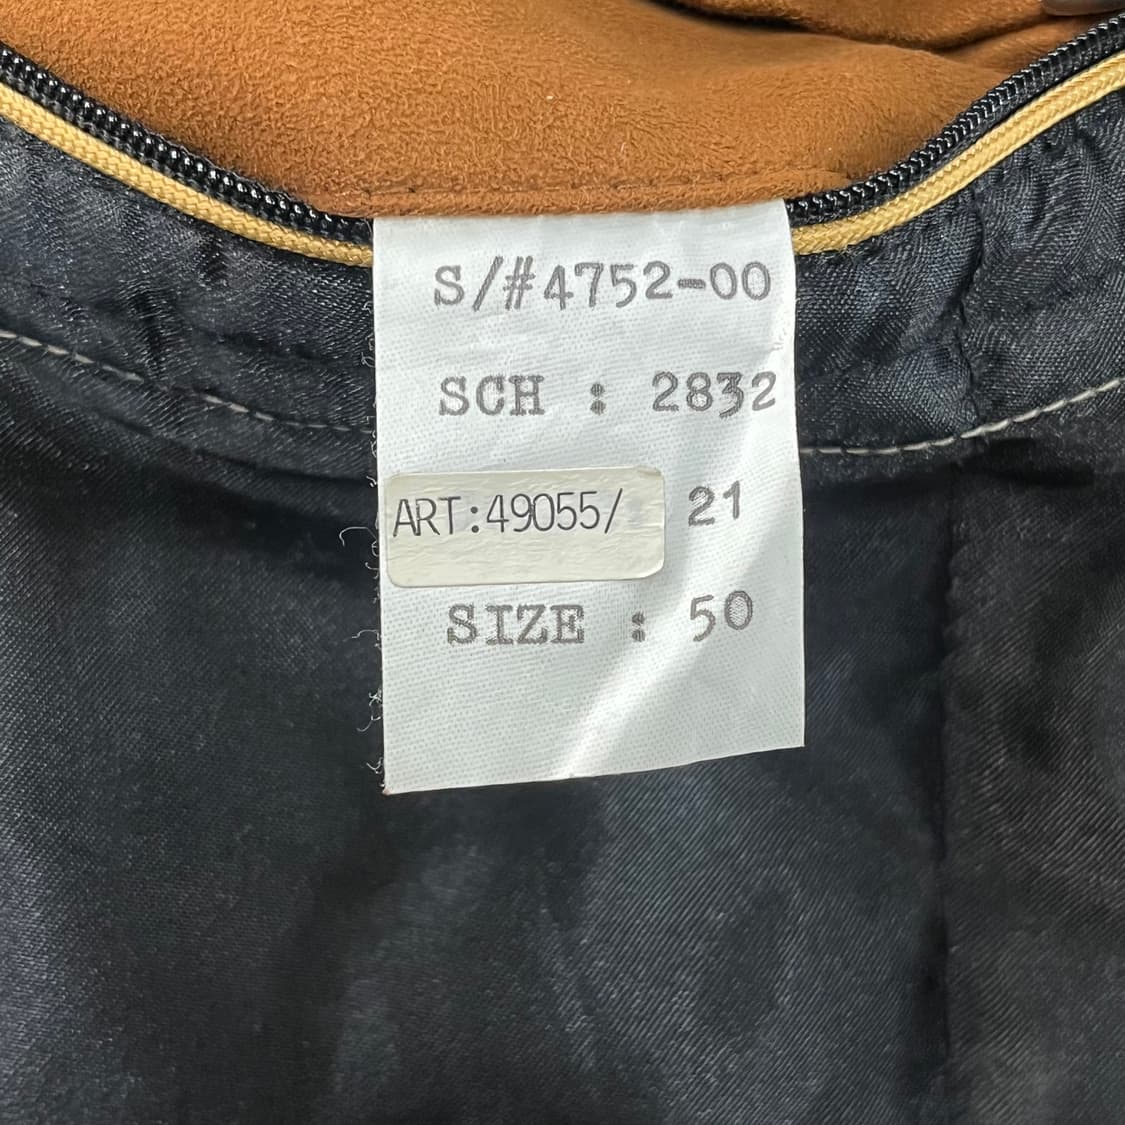 S/#4752-00
SCH : 2832
ART:49055/ 21
SIZE : 50